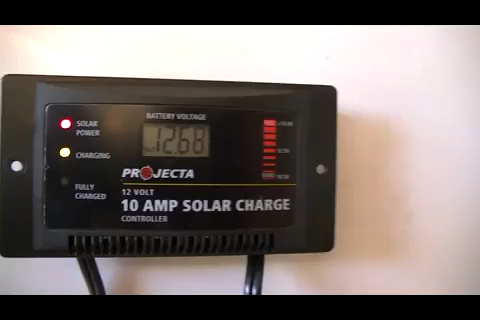 SOLAR
POWER
CHARGING
FULLY
CHARGED
BATTERY VOLTAGE
12.68
PROJECTA
12 VOLT
10 AMP SOLAR CHARGE
CONTROLLER